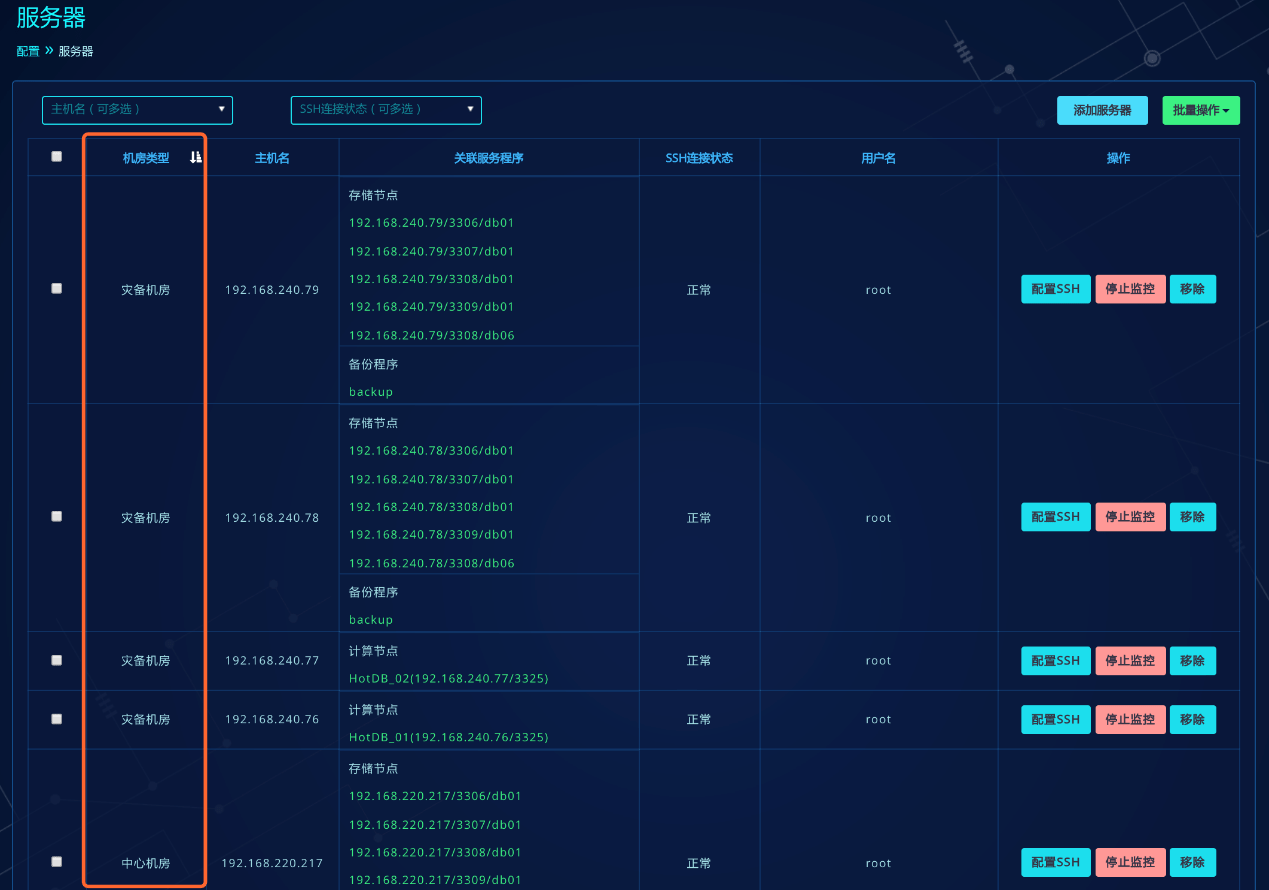 服务器
配置 » 服务器
主机名（可多选） SSH连接状态（可多选） 添加服务器 批量操作
机房类型 主机名 关联服务程序 SSH连接状态 用户名 操作
存储节点
192.168.240.79/3306/db01
192.168.240.79/3307/db01
192.168.240.79/3308/db01
灾备机房 192.168.240.79 正常 root 配置SSH 停止监控 移除
192.168.240.79/3309/db01
192.168.240.79/3308/db06
备份程序
backup
存储节点
192.168.240.78/3306/db01
192.168.240.78/3307/db01
192.168.240.78/3308/db01
灾备机房 192.168.240.78 正常 root 配置SSH 停止监控 移除
192.168.240.78/3309/db01
192.168.240.78/3308/db06
备份程序
backup
计算节点
灾备机房 192.168.240.77 正常 root 配置SSH 停止监控 移除
HotDB_02(192.168.240.77/3325)
计算节点
灾备机房 192.168.240.76 正常 root 配置SSH 停止监控 移除
HotDB_01(192.168.240.76/3325)
存储节点
192.168.220.217/3306/db01
192.168.220.217/3307/db01
192.168.220.217/3308/db01
中心机房 192.168.220.217 正常 root 配置SSH 停止监控 移除
192.168.220.217/3309/db01